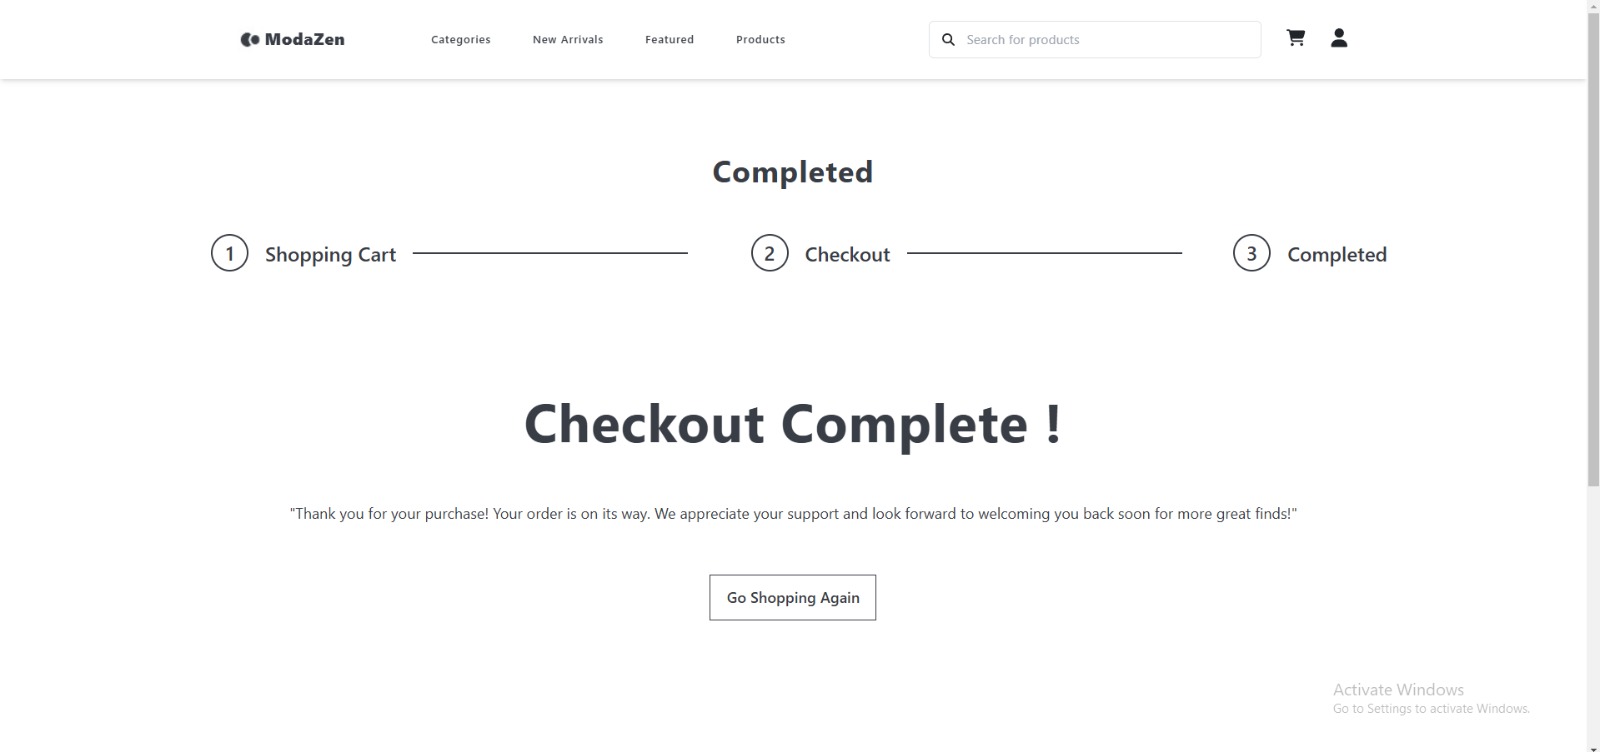 ModaZen Categories New Arrivals Featured Products Search for products
Completed
1 Shopping Cart 2 Checkout 3 Completed
Checkout Complete !
"Thank you for your purchase! Your order is on its way. We appreciate your support and look forward to welcoming you back soon for more great finds!"
Go Shopping Again
Activate Windows
Go to Settings to activate Windows.